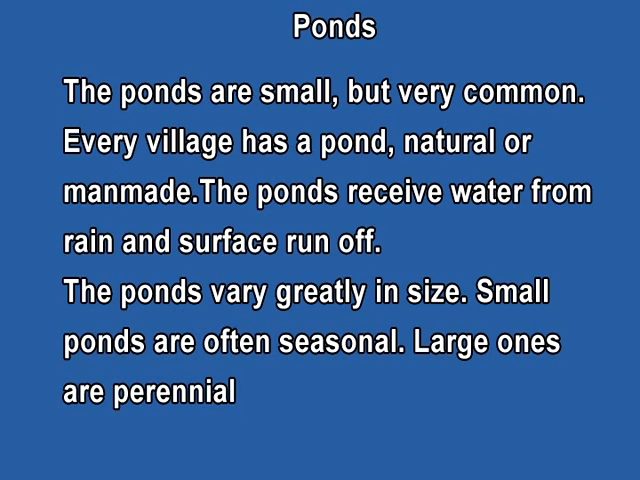 Ponds
The ponds are small, but very common.
Every village has a pond, natural or
manmade.The ponds receive water from
rain and surface run off.
The ponds vary greatly in size. Small
ponds are often seasonal. Large ones
are perennial